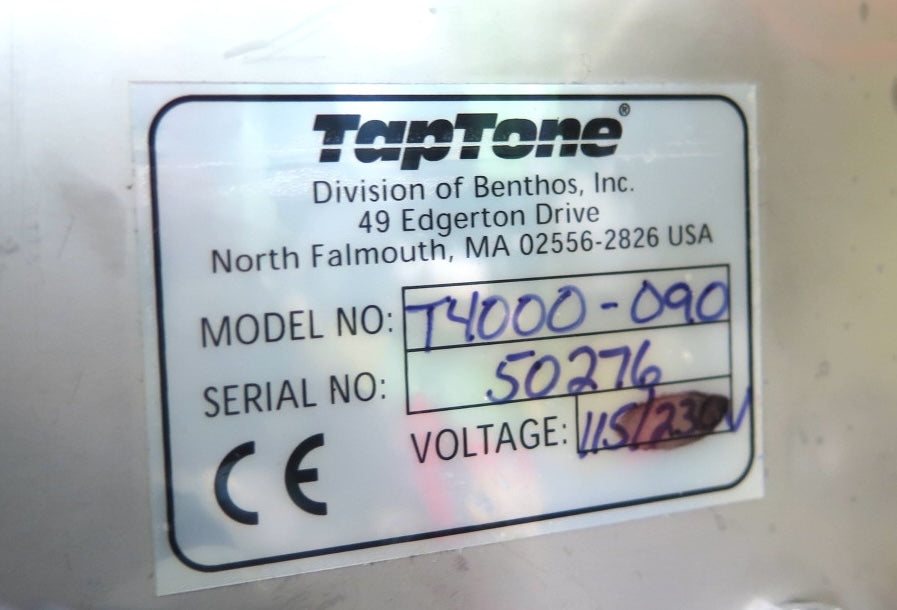 TapTone®
Division of Benthos, Inc.
49 Edgerton Drive
North Falmouth, MA 02556-2826 USA
MODEL NO: T4000-090
SERIAL NO: 50276
VOLTAGE: 115/230V
CE